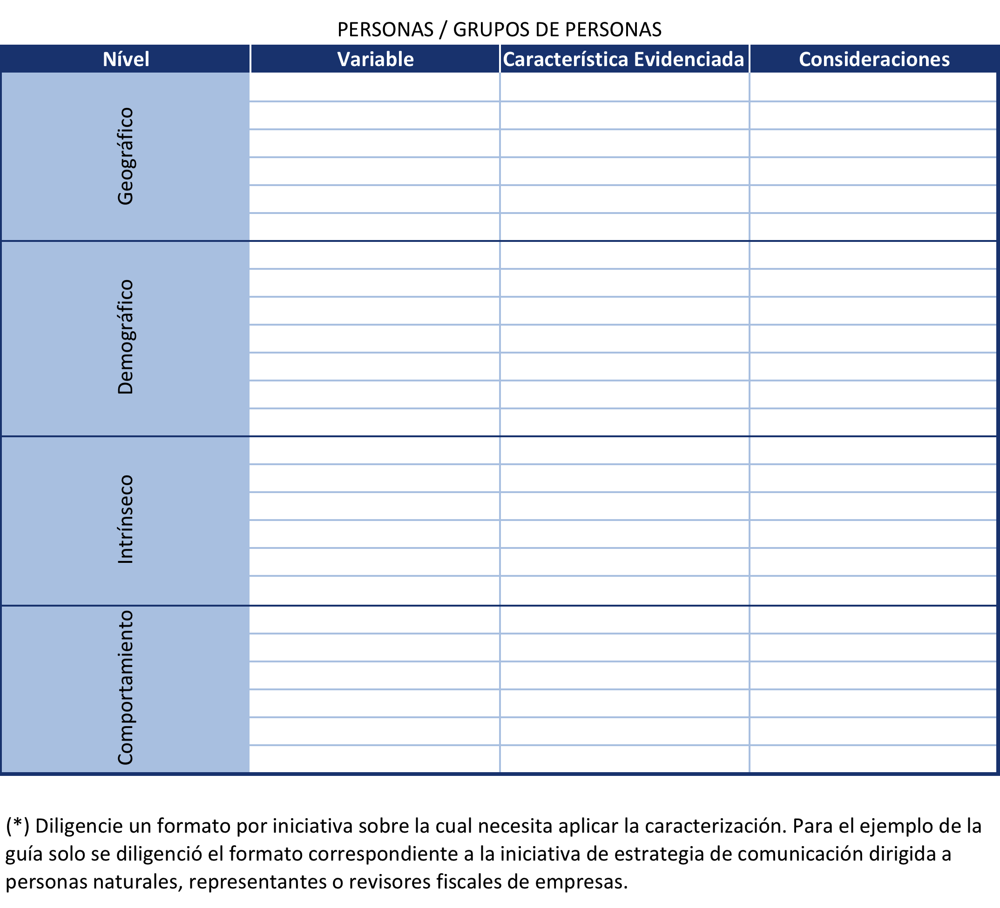 PERSONAS / GRUPOS DE PERSONAS
Nível Variable Característica Evidenciada Consideraciones
Geográfico
Demográfico
Intrínseco
Comportamiento
(*) Diligencie un formato por iniciativa sobre la cual necesita aplicar la caracterización. Para el ejemplo de la
guía solo se diligenció el formato correspondiente a la iniciativa de estrategia de comunicación dirigida a
personas naturales, representantes o revisores fiscales de empresas.